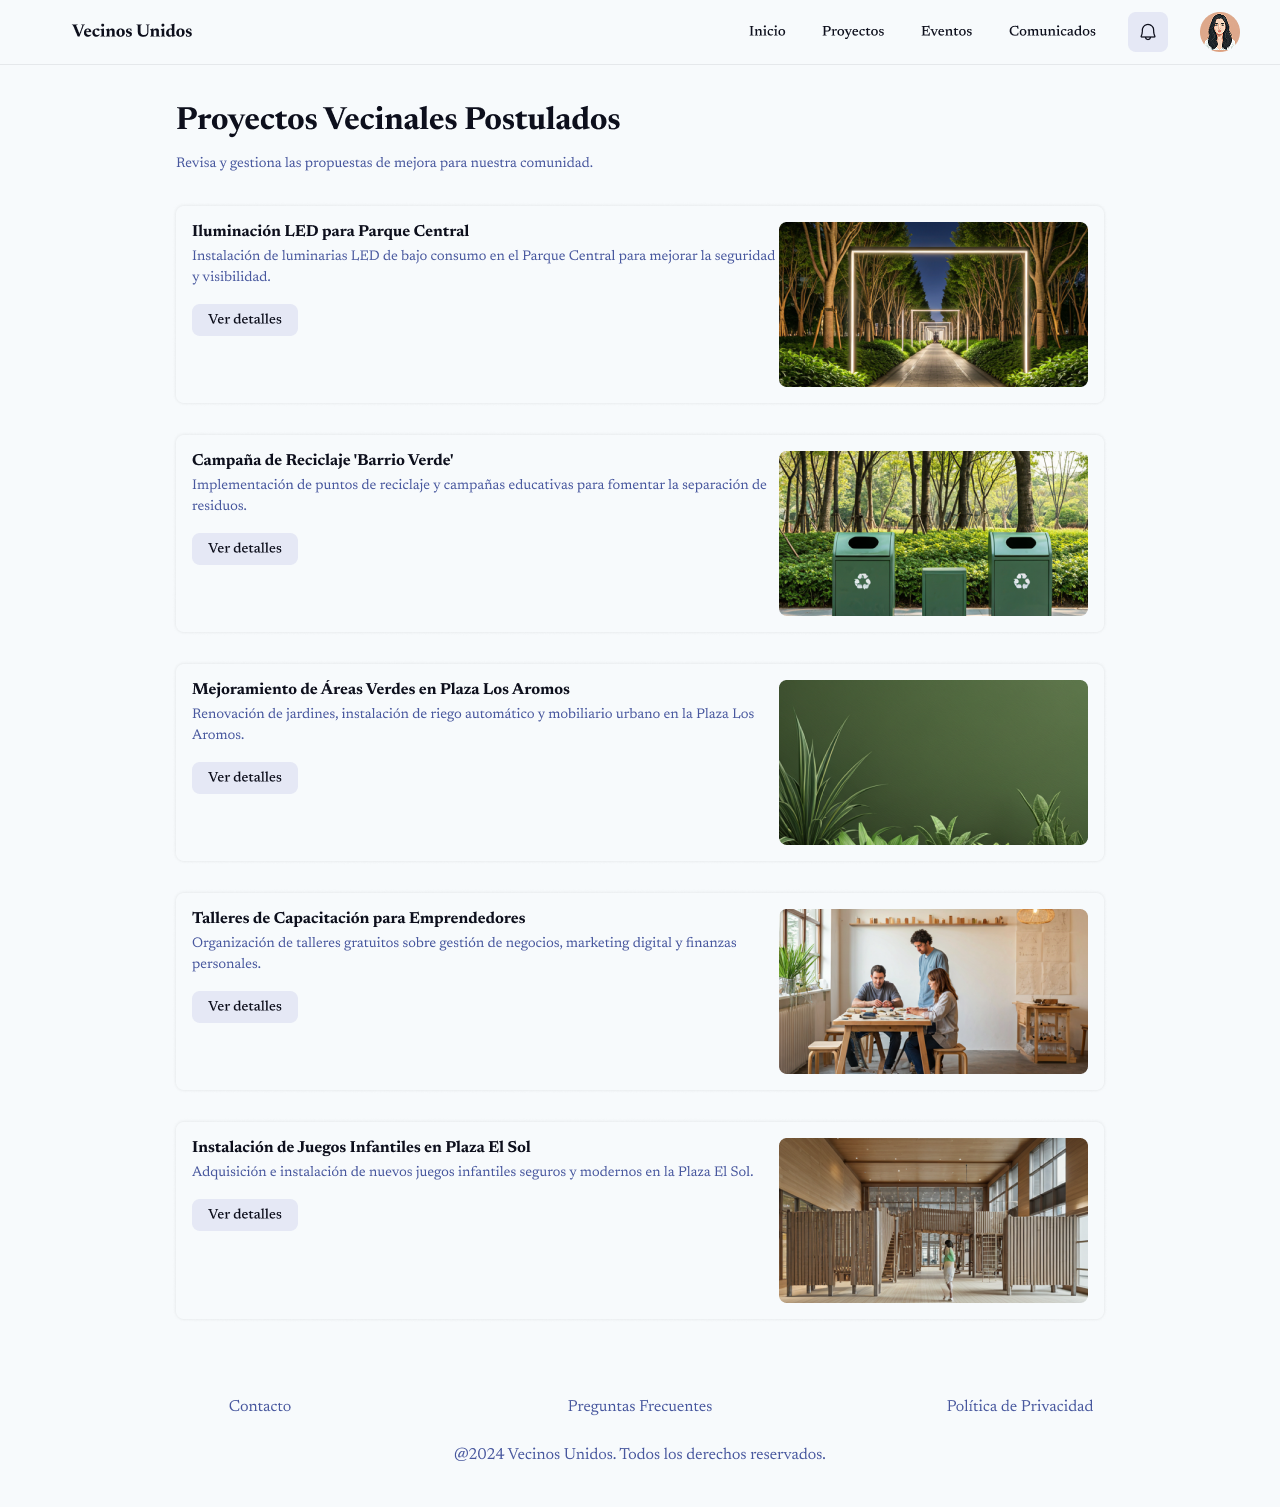 Vecinos Unidos
Inicio
Proyectos
Eventos
Comunicados
Proyectos Vecinales Postulados
Revisa y gestiona las propuestas de mejora para nuestra comunidad.
Iluminación LED para Parque Central
Instalación de luminarias LED de bajo consumo en el Parque Central para mejorar la seguridad
y visibilidad.
Ver detalles
Campaña de Reciclaje 'Barrio Verde'
Implementación de puntos de reciclaje y campañas educativas para fomentar la separación de
residuos.
Ver detalles
Mejoramiento de Áreas Verdes en Plaza Los Aromos
Renovación de jardines, instalación de riego automático y mobiliario urbano en la Plaza Los
Aromos.
Ver detalles
Talleres de Capacitación para Emprendedores
Organización de talleres gratuitos sobre gestión de negocios, marketing digital y finanzas
personales.
Ver detalles
Instalación de Juegos Infantiles en Plaza El Sol
Adquisición e instalación de nuevos juegos infantiles seguros y modernos en la Plaza El Sol.
Ver detalles
Contacto
Preguntas Frecuentes
Política de Privacidad
@2024 Vecinos Unidos. Todos los derechos reservados.